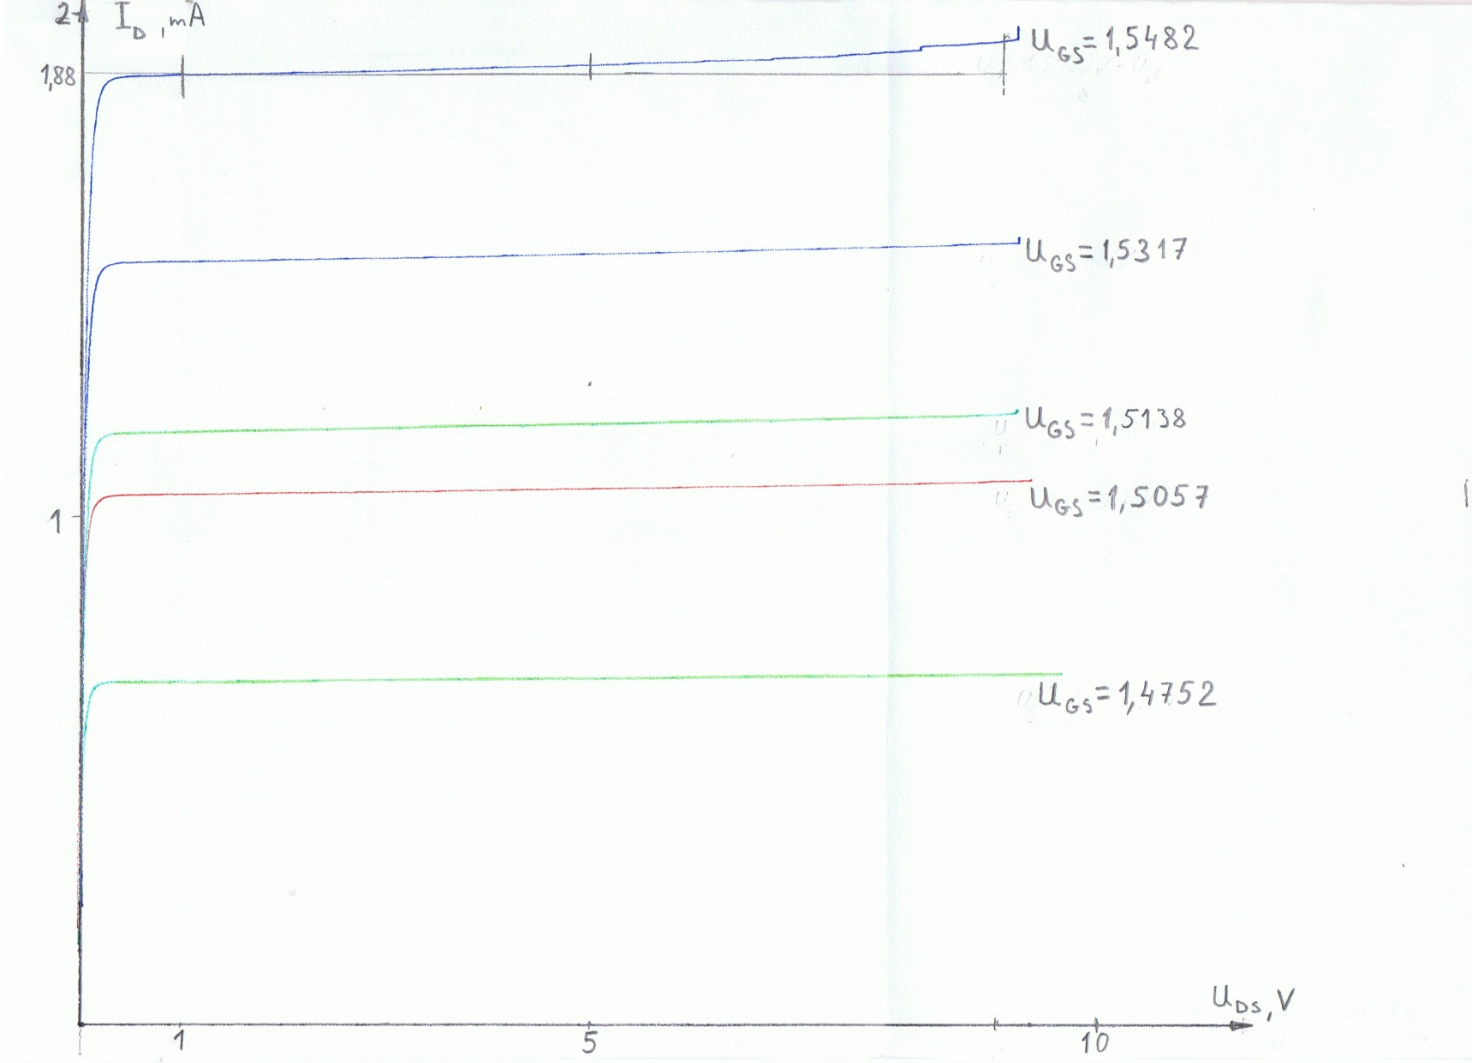 2 I_D, mA
U_GS=1,5482
1,88
U_GS=1,5317
U_GS=1,5138
U_GS=1,5057
1
U_GS=1,4752
U_DS, V
1 5 10